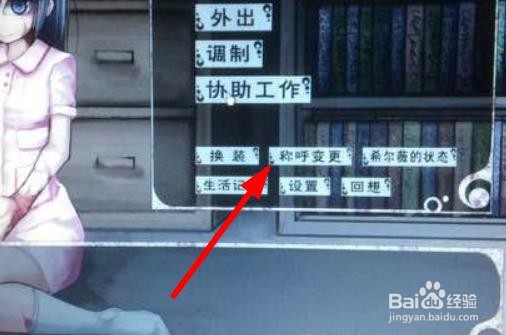 外出
调制
协助工作
换装 称呼变更 希尔薇的状态
生活 设置 回想
Bai 经验
jingyan.baidu.com